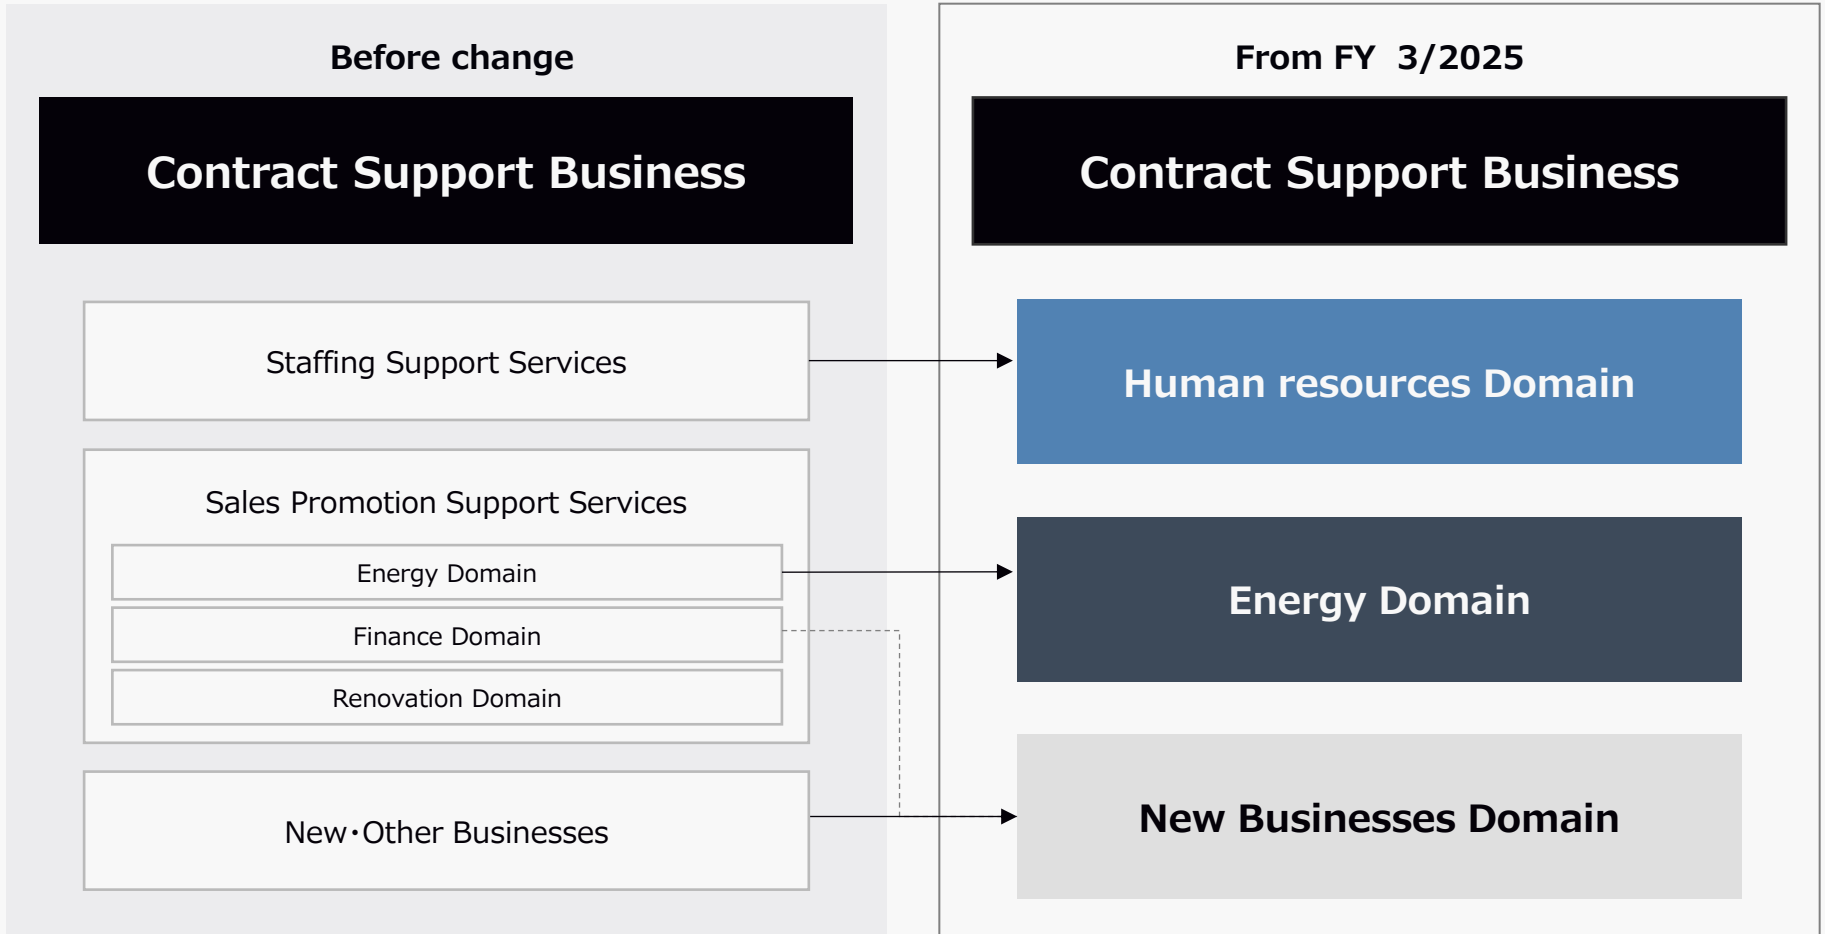 Before change
Contract Support Business
Staffing Support Services
Sales Promotion Support Services
Energy Domain
Finance Domain
Renovation Domain
New・Other Businesses
From FY 3/2025
Contract Support Business
Human resources Domain
Energy Domain
New Businesses Domain